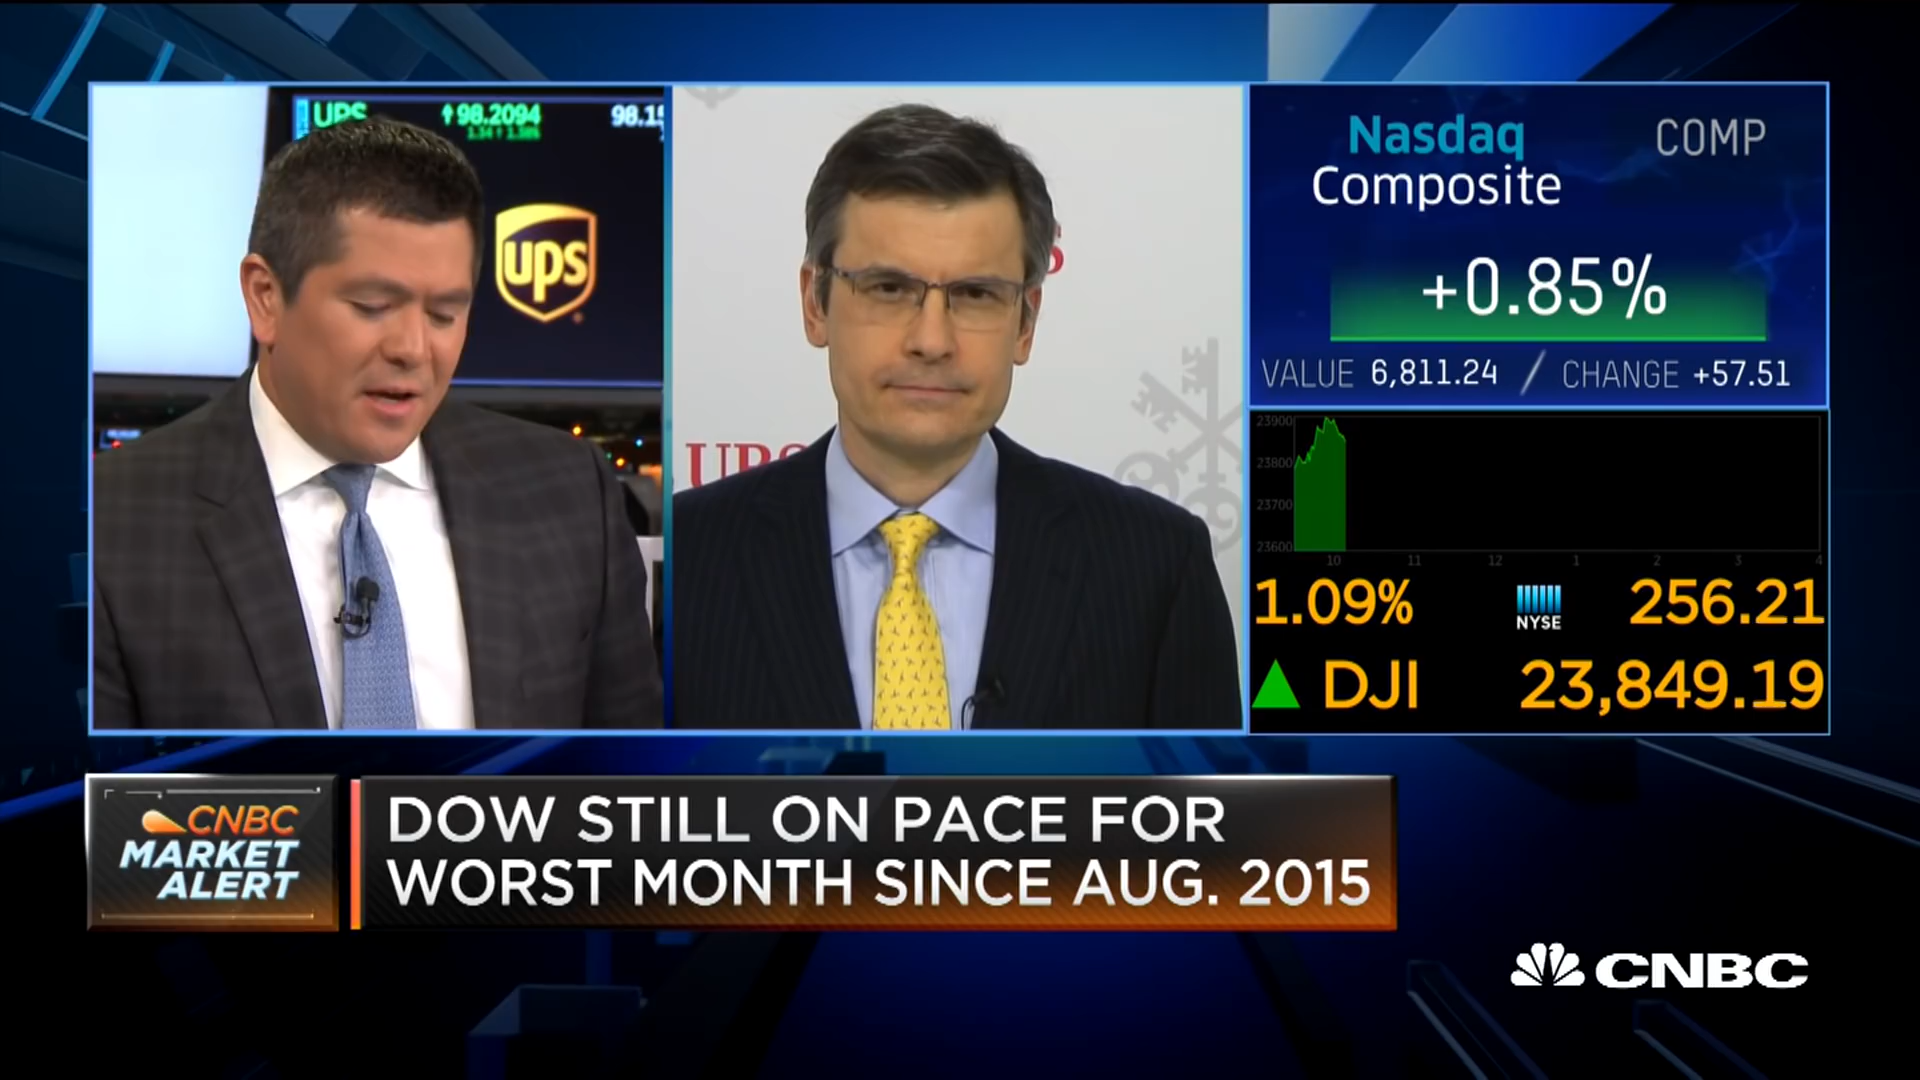 UPS ↑98.2094 98.15
ups
UBS
Nasdaq COMP
Composite
+0.85%
VALUE 6,811.24 / CHANGE +57.51
23900
23800
23700
23600
10 11 12 1 2 3 4
1.09% NYSE 256.21
▲ DJI 23,849.19
CNBC
MARKET
ALERT
DOW STILL ON PACE FOR
WORST MONTH SINCE AUG. 2015
CNBC